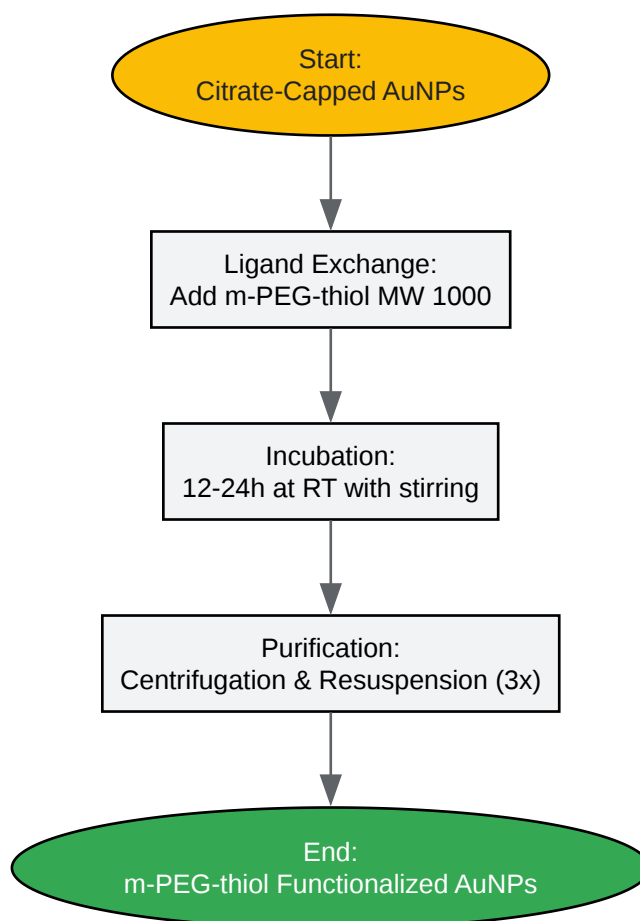 Start:
Citrate-Capped AuNPs
Ligand Exchange:
Add m-PEG-thiol MW 1000
Incubation:
12-24h at RT with stirring
Purification:
Centrifugation & Resuspension (3x)
End:
m-PEG-thiol Functionalized AuNPs